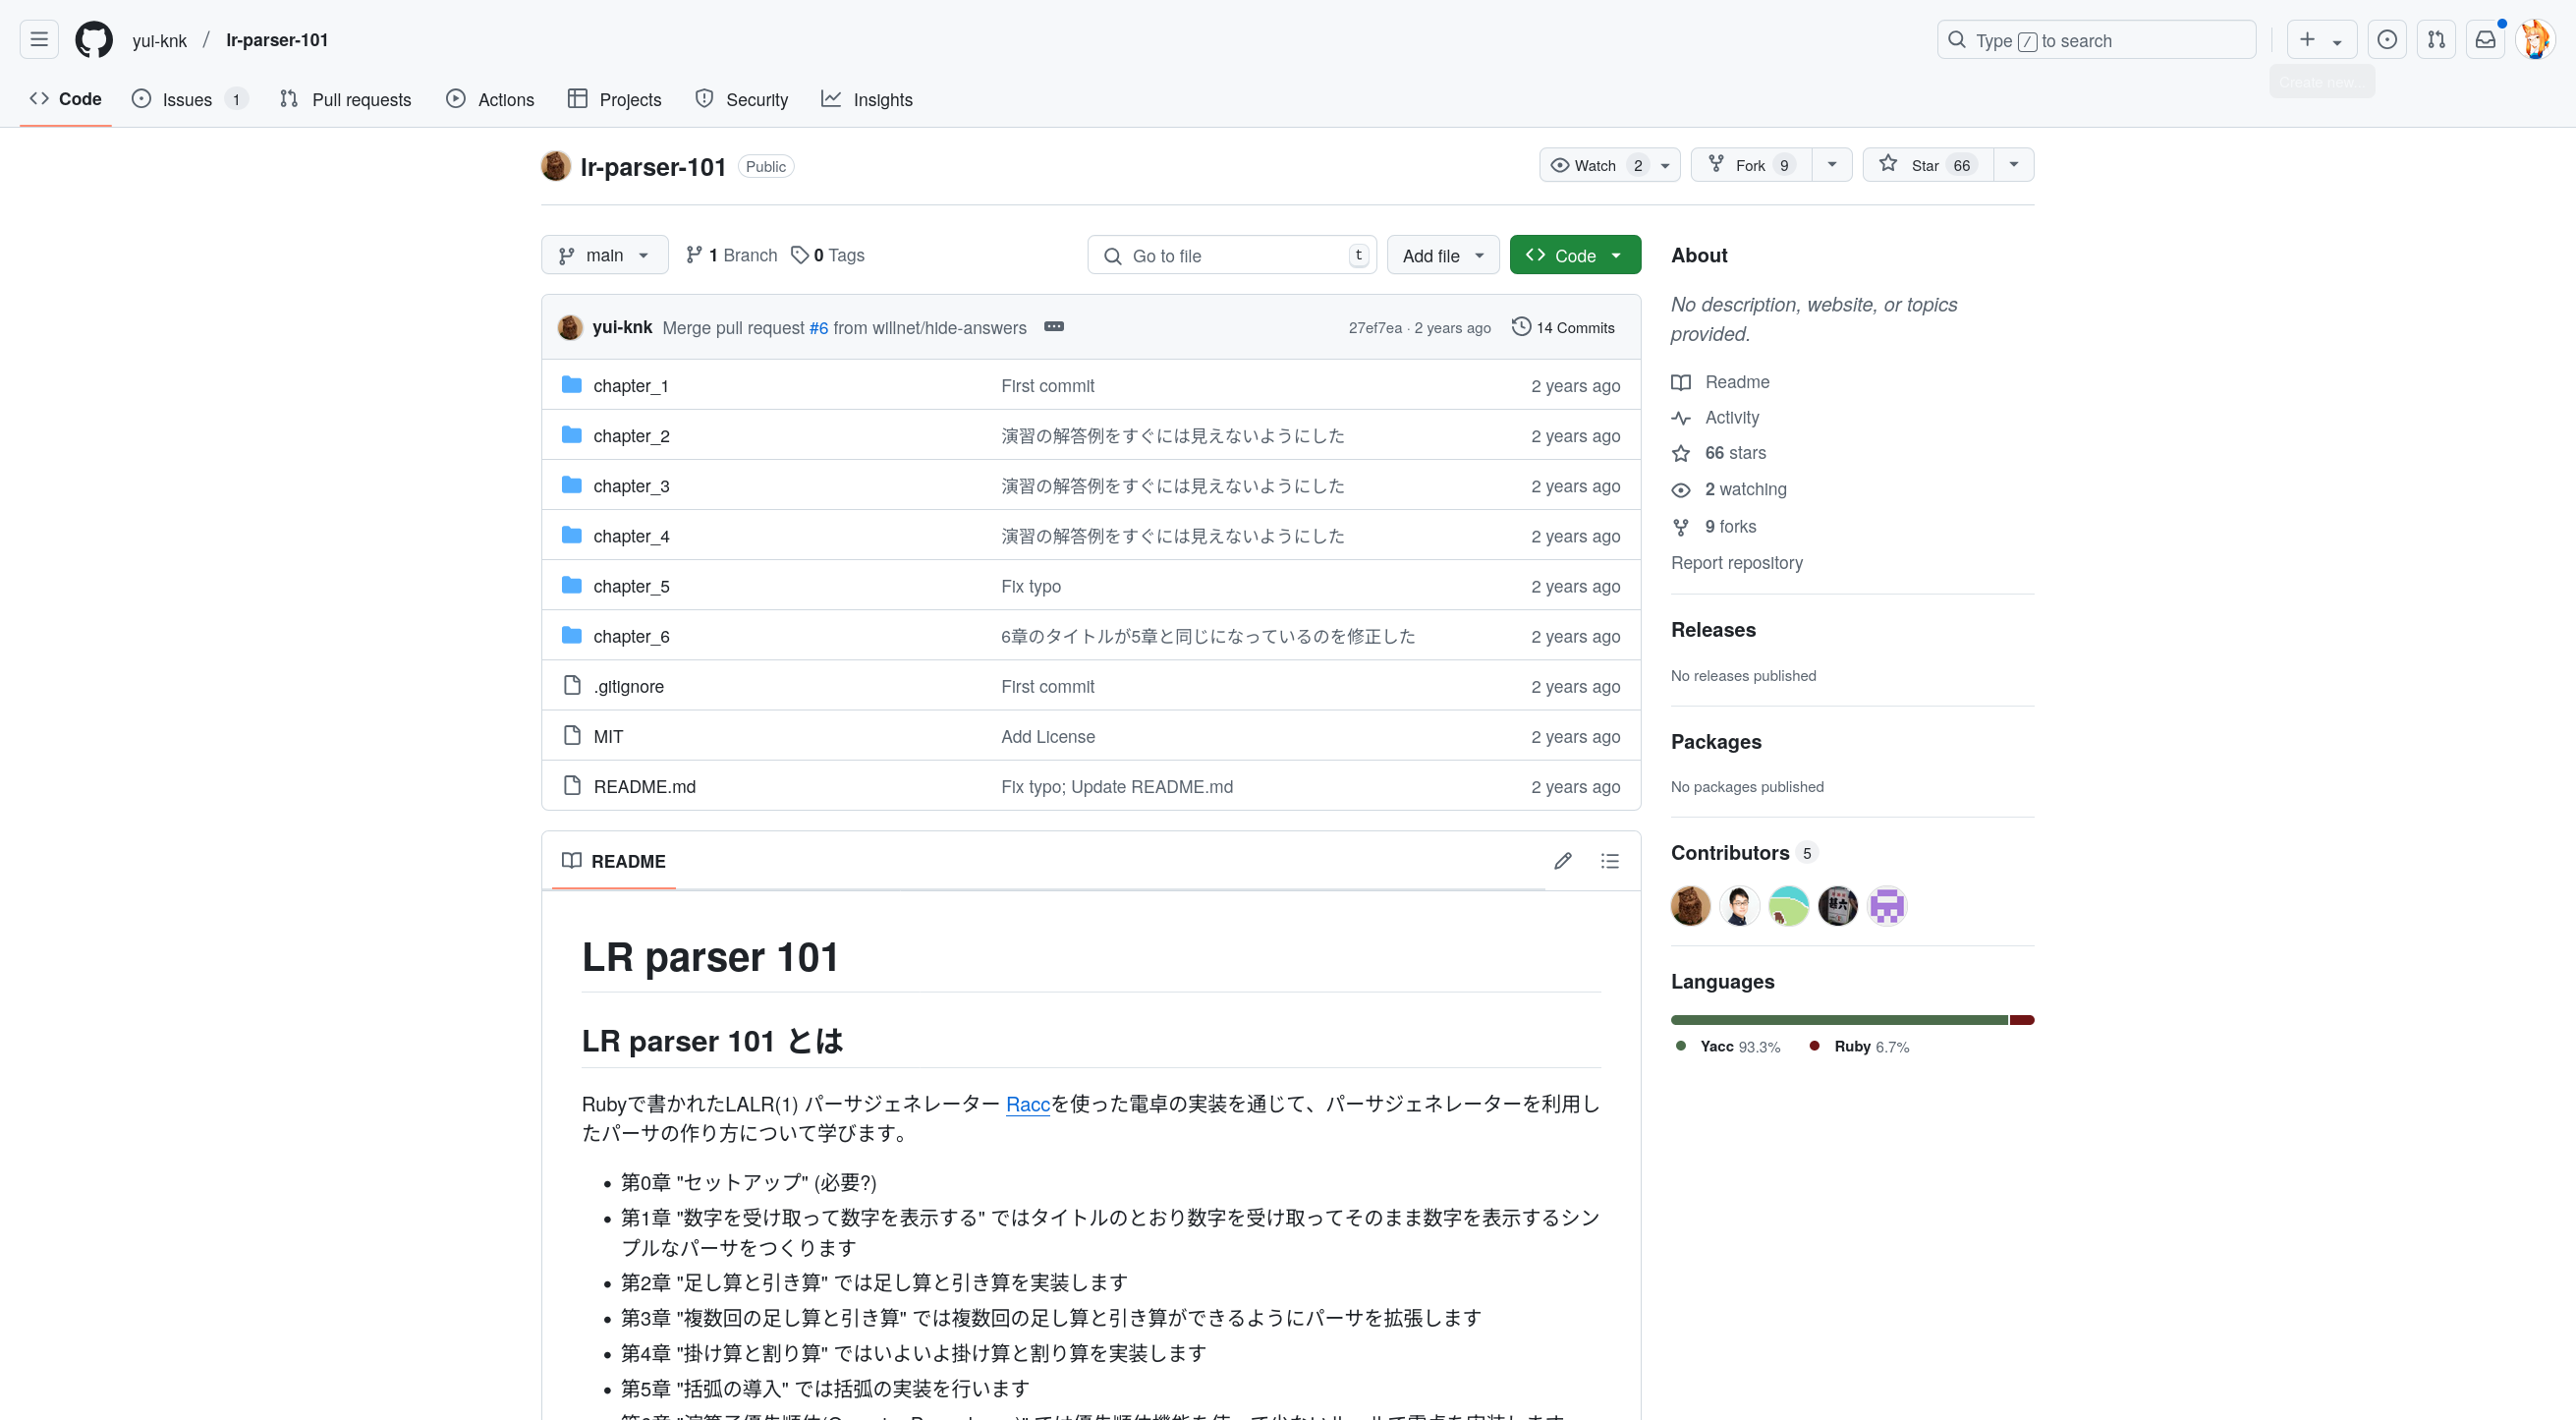 yui-knk / lr-parser-101
Type / to search
Create new...
Code
Issues 1
Pull requests
Actions
Projects
Security
Insights
lr-parser-101 Public
Watch 2
Fork 9
Star 66
main
1 Branch
0 Tags
Go to file t
Add file
Code
yui-knk Merge pull request #6 from willnet/hide-answers
27ef7ea · 2 years ago
14 Commits
chapter_1 First commit 2 years ago
chapter_2 演習の解答例をすぐには見えないようにした 2 years ago
chapter_3 演習の解答例をすぐには見えないようにした 2 years ago
chapter_4 演習の解答例をすぐには見えないようにした 2 years ago
chapter_5 Fix typo 2 years ago
chapter_6 6章のタイトルが5章と同じになっているのを修正した 2 years ago
.gitignore First commit 2 years ago
MIT Add License 2 years ago
README.md Fix typo; Update README.md 2 years ago
README
LR parser 101
LR parser 101 とは
Rubyで書かれたLALR(1) パーサジェネレーター Raccを使った電卓の実装を通じて、パーサジェネレーターを利用し
たパーサの作り方について学びます。
第0章 "セットアップ" (必要?)
第1章 "数字を受け取って数字を表示する" ではタイトルのとおり数字を受け取ってそのまま数字を表示するシン
プルなパーサをつくります
第2章 "足し算と引き算" では足し算と引き算を実装します
第3章 "複数回の足し算と引き算" では複数回の足し算と引き算ができるようにパーサを拡張します
第4章 "掛け算と割り算" ではいよいよ掛け算と割り算を実装します
第5章 "括弧の導入" では括弧の実装を行います
About
No description, website, or topics
provided.
Readme
Activity
66 stars
2 watching
9 forks
Report repository
Releases
No releases published
Packages
No packages published
Contributors 5
Languages
Yacc 93.3%
Ruby 6.7%